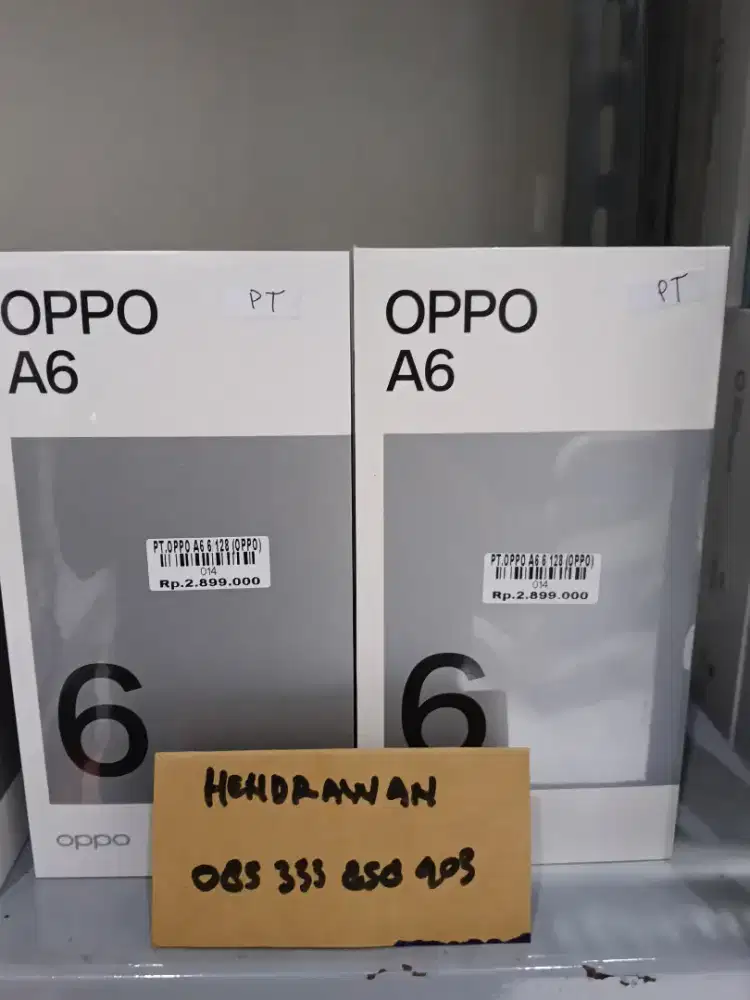 OPPO
A6
PT
PT.OPPO A6 6 128 (OPPO)
014
Rp.2.899.000
6
oppo
OPPO
A6
PT
PT.OPPO A6 6 128 (OPPO)
014
Rp.2.899.000
6
HENDRAWAN
085 333 858 903